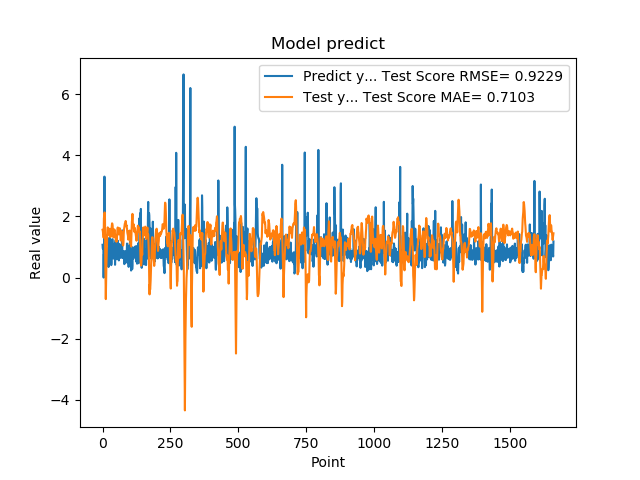 Model predict
Predict y... Test Score RMSE= 0.9229
Test y... Test Score MAE= 0.7103
Real value
6
4
2
0
−2
−4
0 250 500 750 1000 1250 1500
Point